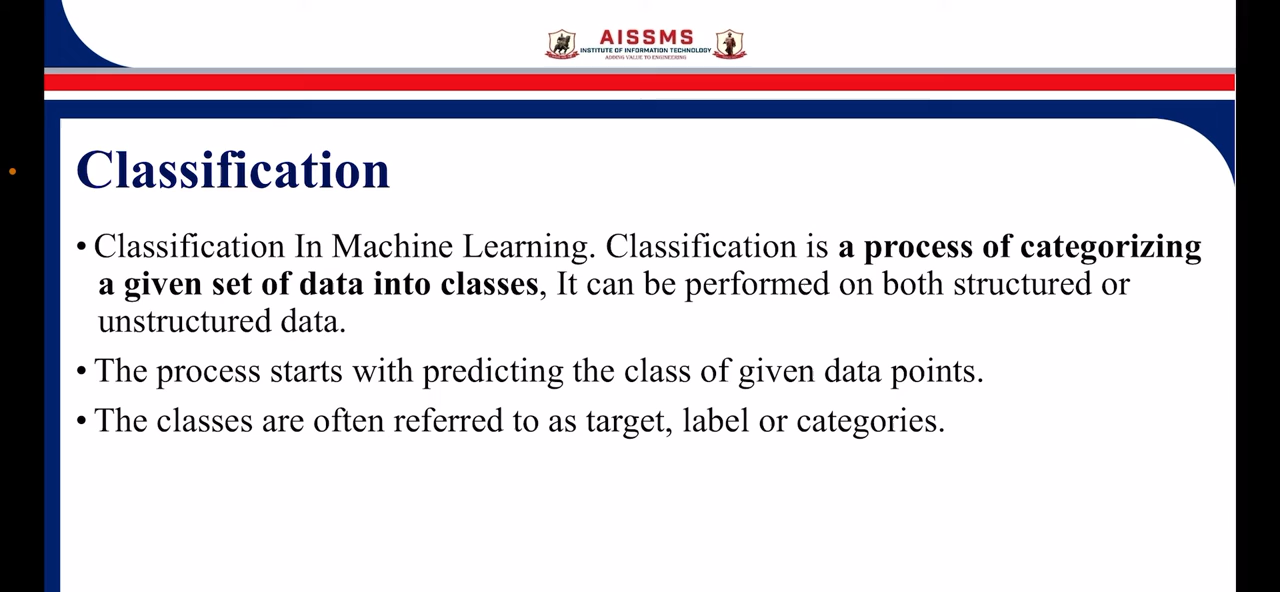 AISSMS
INSTITUTE OF INFORMATION TECHNOLOGY
ADDING VALUE TO ENGINEERING
Classification
• Classification In Machine Learning. Classification is a process of categorizing
a given set of data into classes, It can be performed on both structured or
unstructured data.
• The process starts with predicting the class of given data points.
• The classes are often referred to as target, label or categories.